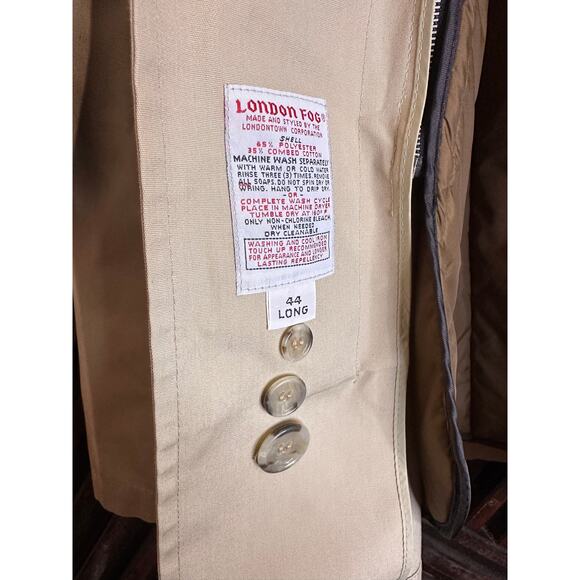 LONDON FOG®
MADE AND STYLED BY THE
LONDONTOWN CORPORATION
SHELL
65% POLYESTER
35% COMBED COTTON
MACHINE WASH SEPARATELY
WITH WARM OR COLD WATER
RINSE THREE (3) TIMES. REMOVE
ALL SOAPS. DO NOT SPIN DRY OR
WRING. HANG TO DRIP DRY.
-OR-
COMPLETE WASH CYCLE
PLACE IN MACHINE DRYER
TUMBLE DRY AT 160° F
ONLY NON-CHLORINE BLEACH
WHEN NEEDED
DRY CLEANABLE
WASHING AND COOL IRON
TOUCH UP RECOMMENDED
FOR APPEARANCE AND LONGER
LASTING REPELLENCY.
44
LONG